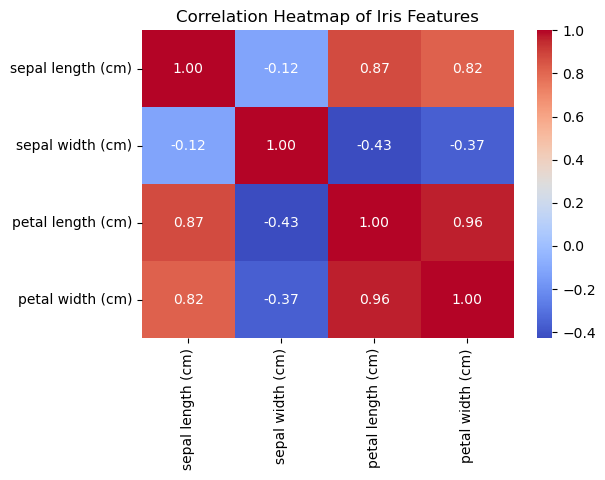 Correlation Heatmap of Iris Features
sepal length (cm) 1.00 -0.12 0.87 0.82
sepal width (cm) -0.12 1.00 -0.43 -0.37
petal length (cm) 0.87 -0.43 1.00 0.96
petal width (cm) 0.82 -0.37 0.96 1.00
sepal length (cm)
sepal width (cm)
petal length (cm)
petal width (cm)
1.0
0.8
0.6
0.4
0.2
0.0
−0.2
−0.4